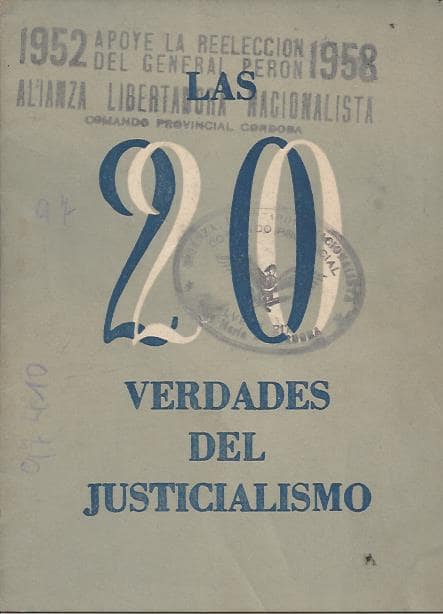 1952 APOYE LA REELECCION 1958
DEL GENERAL PERON
ALIANZA LIBERTADORA NACIONALISTA
COMANDO PROVINCIAL CORDOBA
LAS
20
VERDADES
DEL
JUSTICIALISMO
97